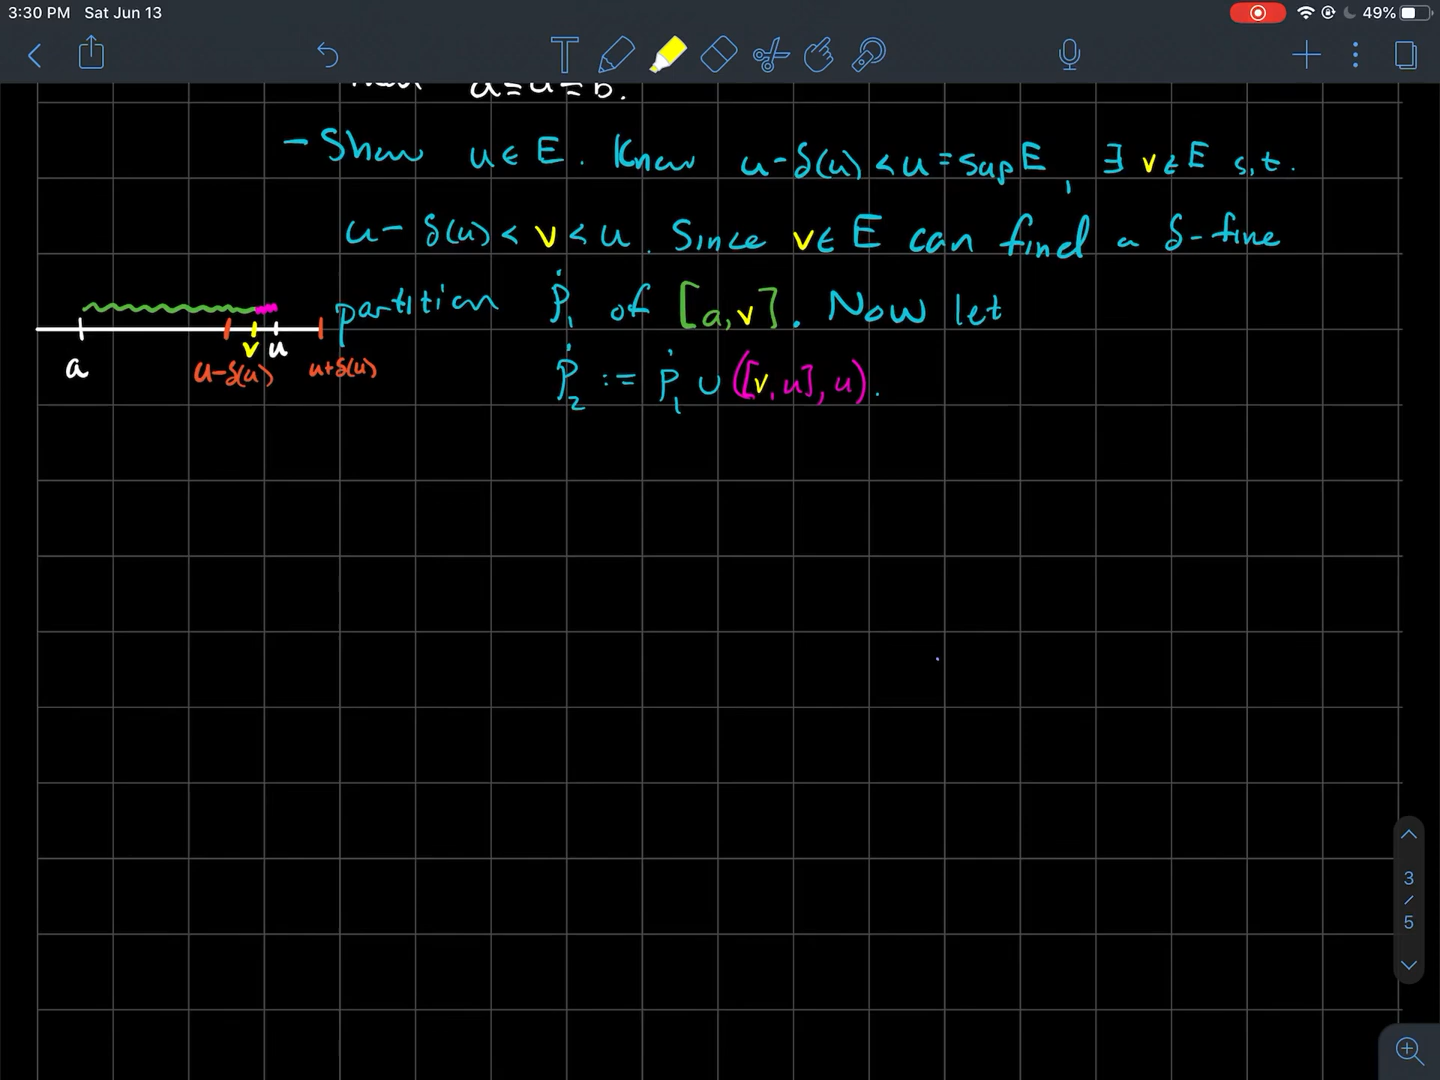 3:30 PM Sat Jun 13
49%
a ≤ u ≤ b.
- Show u ∈ E. Know u - δ(u) < u = sup E, ∃ v ∈ E s.t.
u - δ(u) < v < u. Since v ∈ E can find a δ-fine
partition Ṗ₁ of [a, v]. Now let
Ṗ₂ := Ṗ₁ ∪ ([v, u], u).
a u-δ(u) v u u+δ(u)
3 / 5